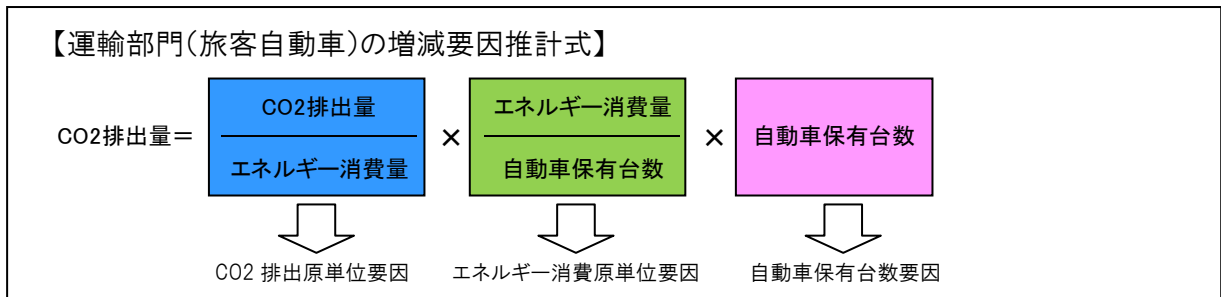 【運輸部門(旅客自動車)の増減要因推計式】
CO2排出量＝ CO2排出量 × エネルギー消費量 × 自動車保有台数
エネルギー消費量 自動車保有台数
CO2 排出原単位要因 エネルギー消費原単位要因 自動車保有台数要因